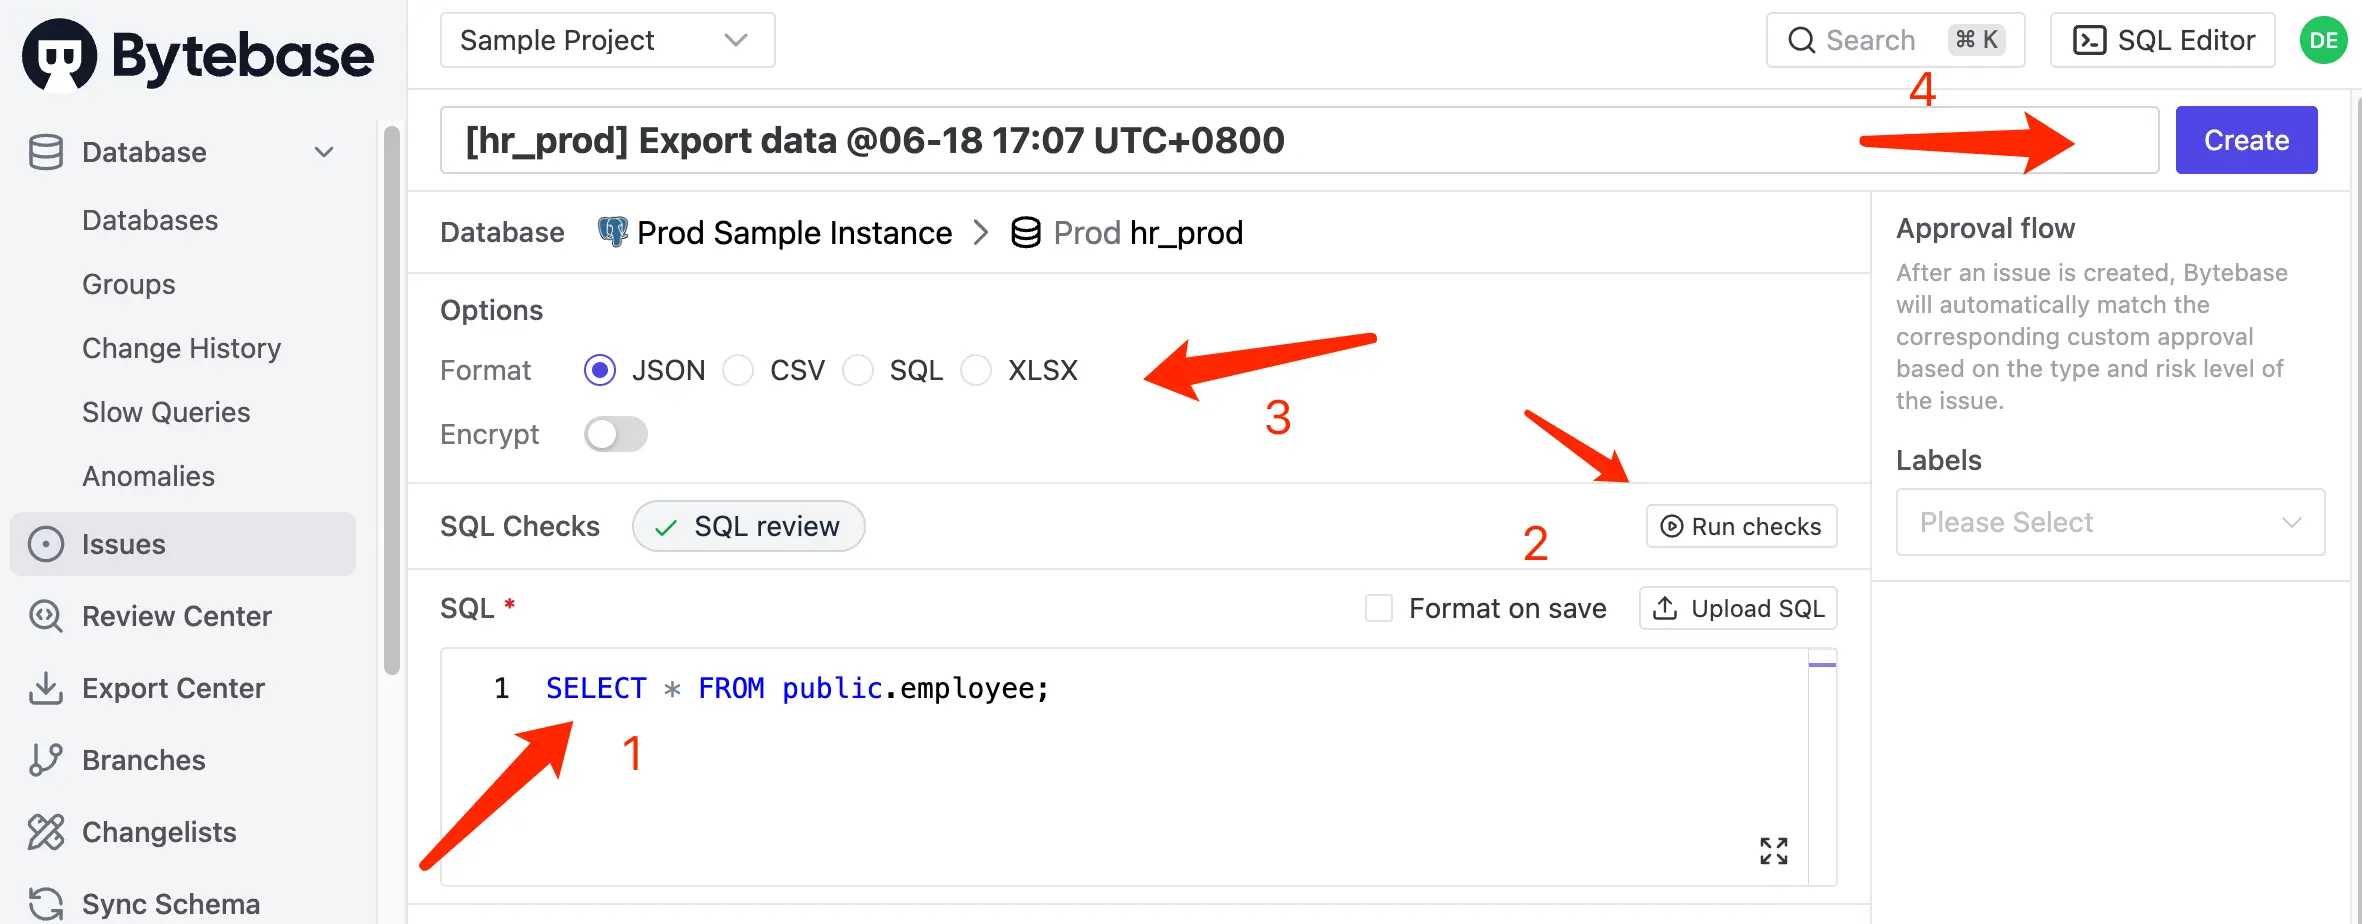 Bytebase
Sample Project
Search ⌘ K
SQL Editor
DE
4
[hr_prod] Export data @06-18 17:07 UTC+0800
Create
Database
Databases
Groups
Change History
Slow Queries
Anomalies
Issues
Review Center
Export Center
Branches
Changelists
Sync Schema
Database Prod Sample Instance > Prod hr_prod
Options
Format JSON CSV SQL XLSX
3
Encrypt
SQL Checks SQL review Run checks
2
SQL * Format on save Upload SQL
1 SELECT * FROM public.employee;
1
Approval flow
After an issue is created, Bytebase
will automatically match the
corresponding custom approval
based on the type and risk level of
the issue.
Labels
Please Select